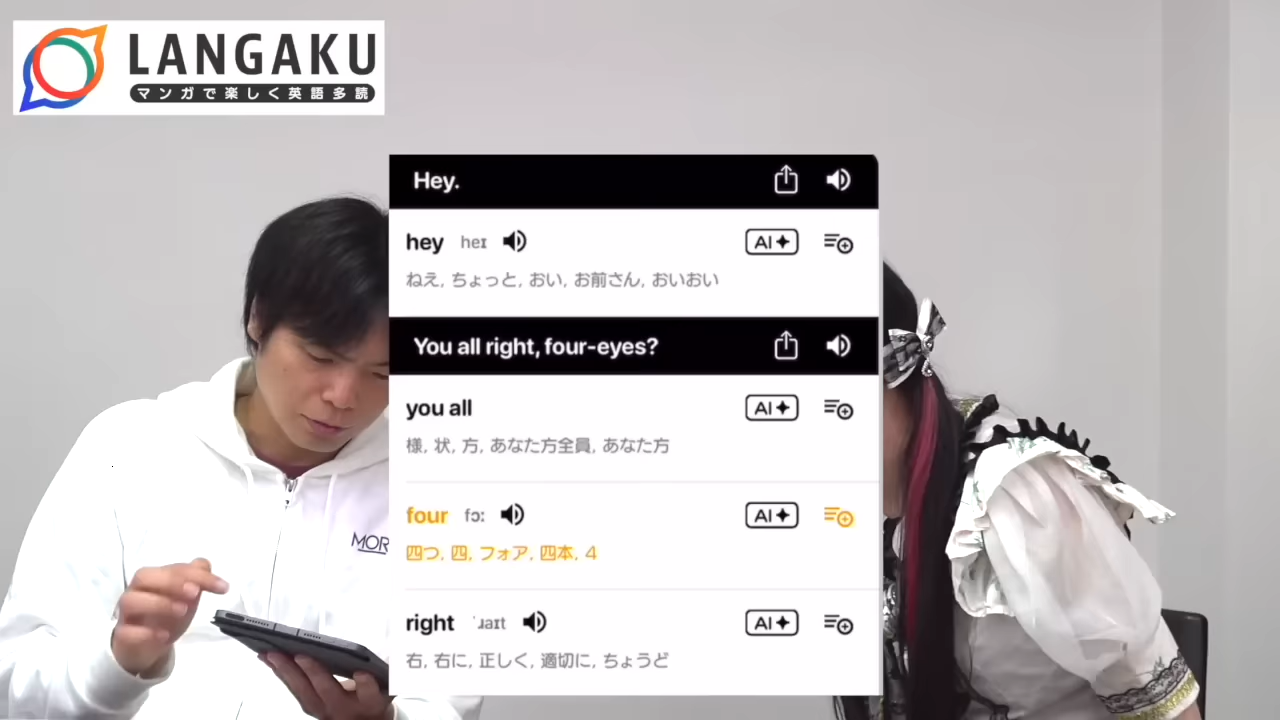 LANGAKU
マンガで楽しく英語多読
Hey.
hey heɪ AI
ねえ, ちょっと, おい, お前さん, おいおい
You all right, four-eyes?
you all AI
様, 状, 方, あなた方全員, あなた方
four fɔː AI
四つ, 四, フォア, 四本, 4
right ˈɹaɪt AI
右, 右に, 正しく, 適切に, ちょうど
MOR